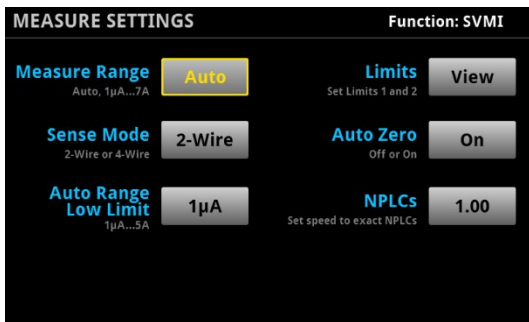 MEASURE SETTINGS
Function: SVMI
Measure Range
Auto, 1µA...7A
Auto
Limits
Set Limits 1 and 2
View
Sense Mode
2-Wire or 4-Wire
2-Wire
Auto Zero
Off or On
On
Auto Range
Low Limit
1µA...5A
1µA
NPLCs
Set speed to exact NPLCs
1.00